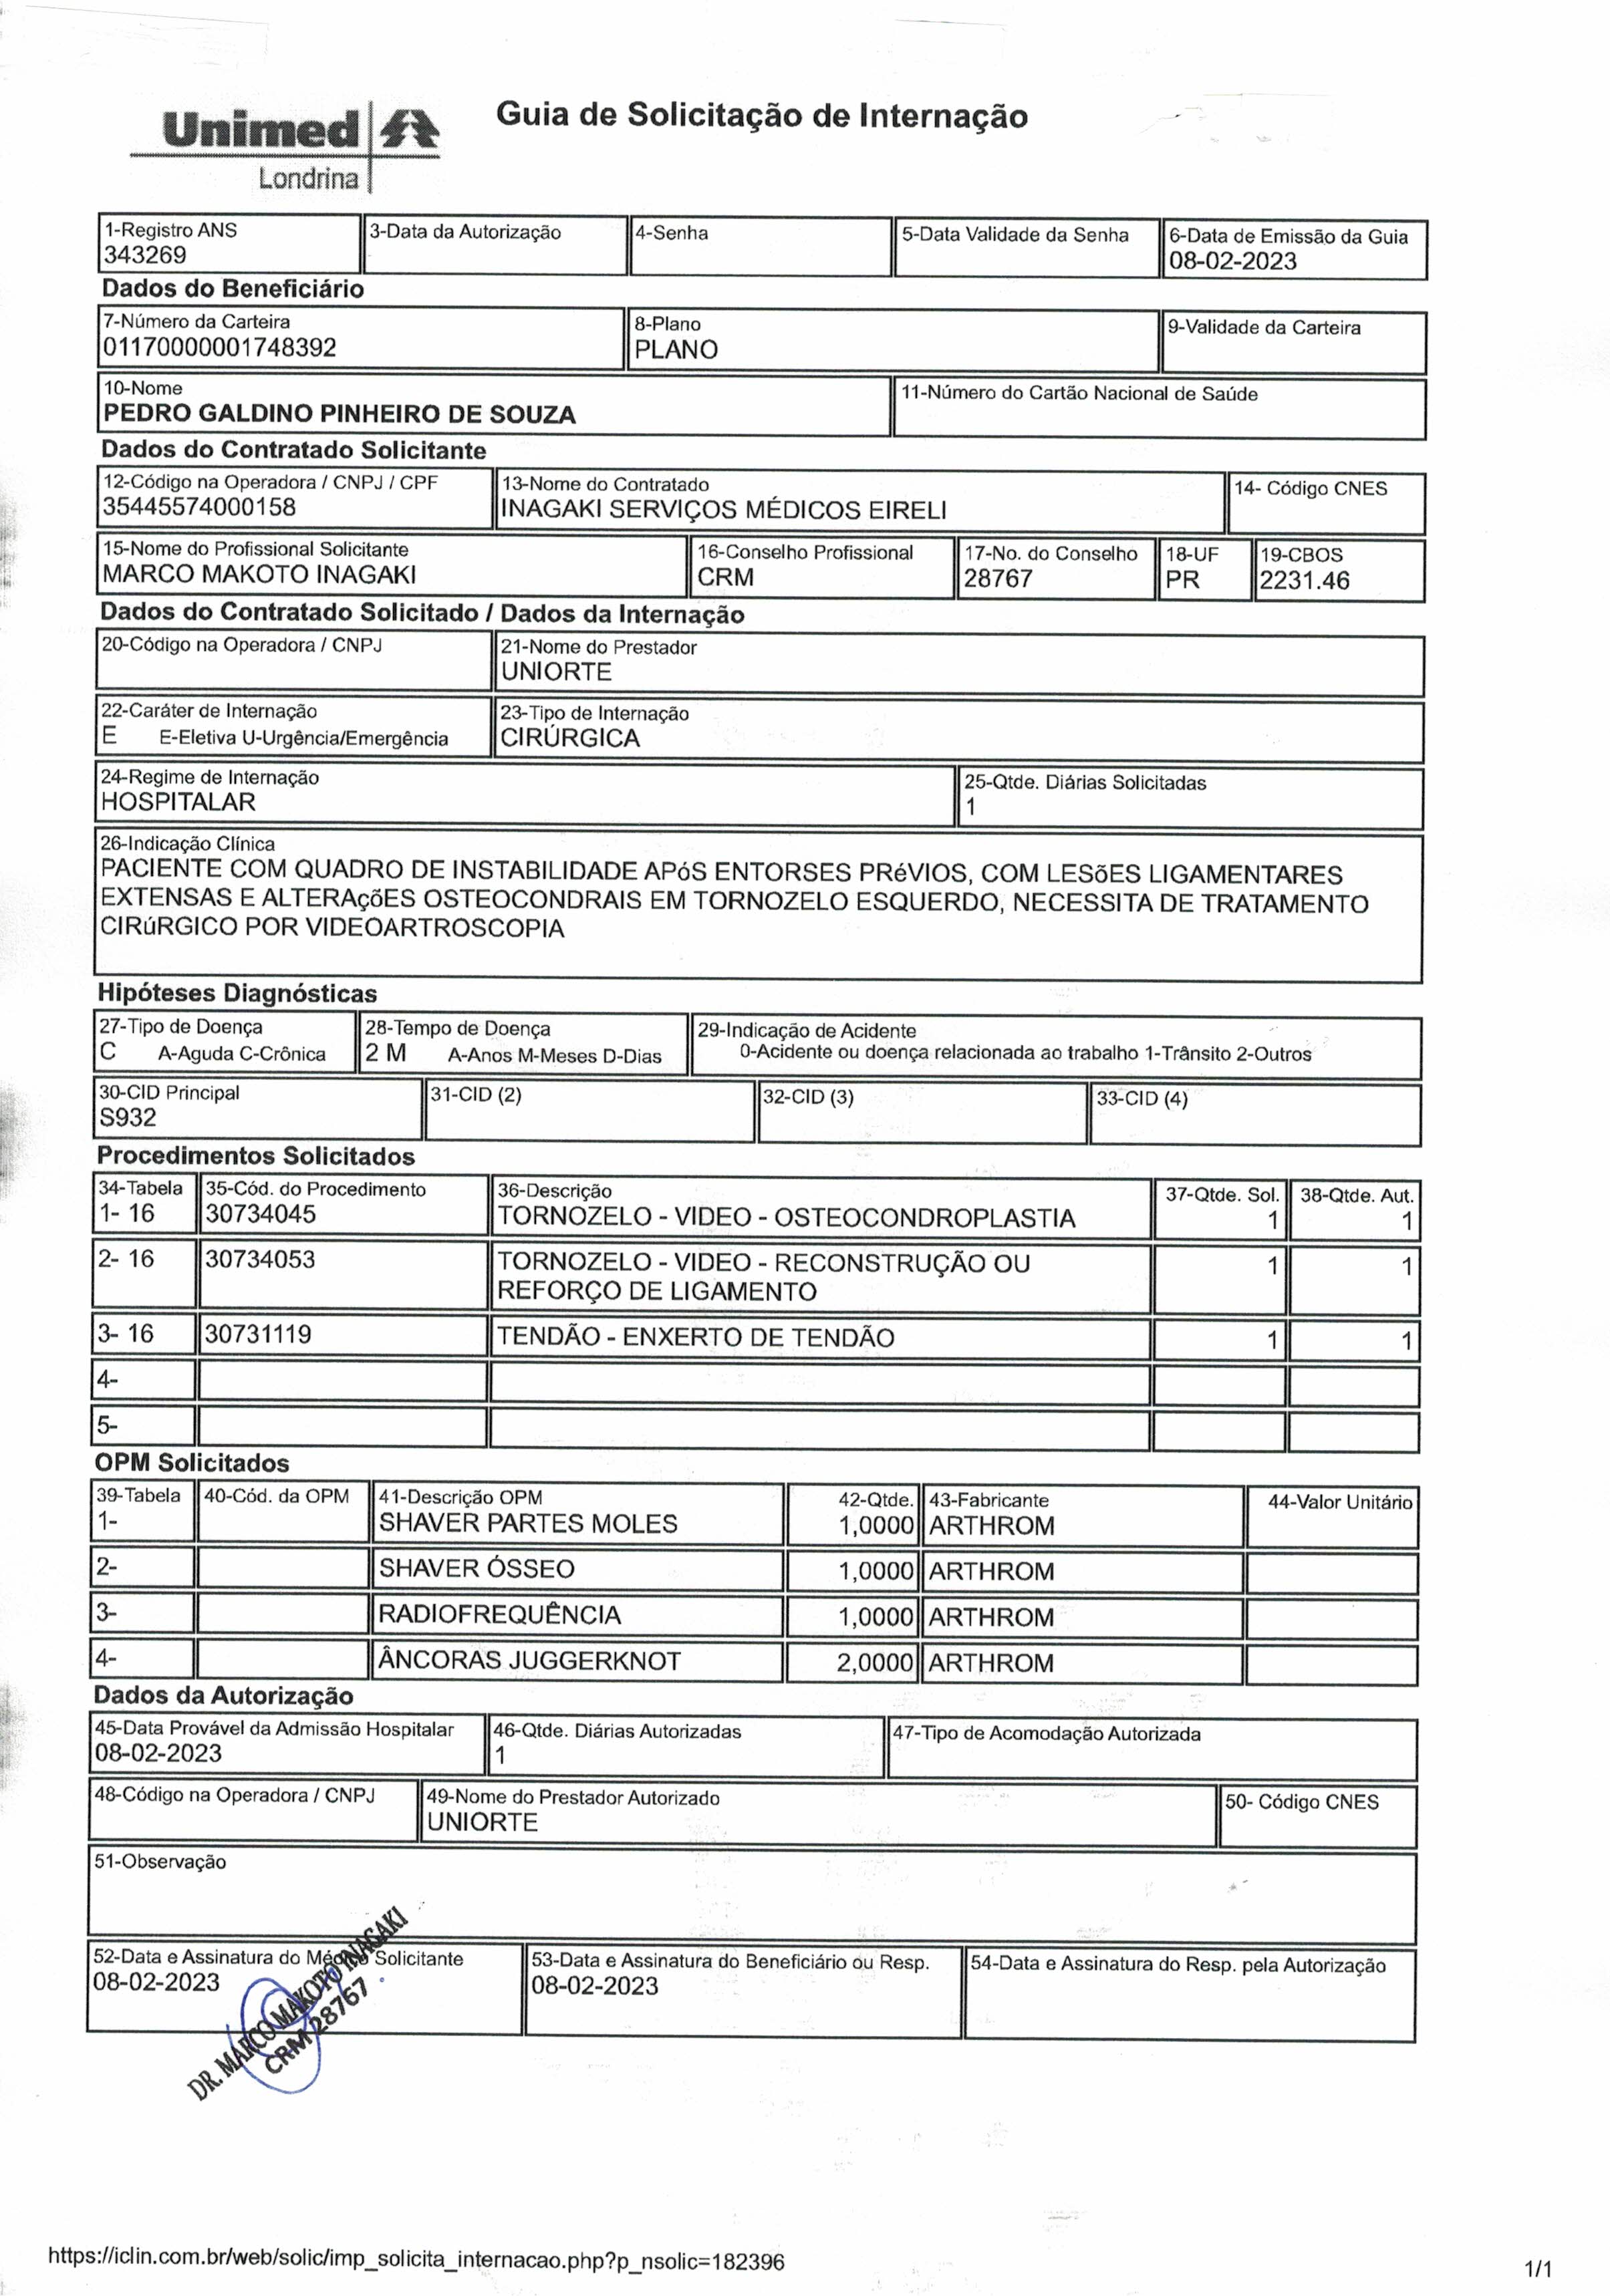 Unimed
Londrina
Guia de Solicitação de Internação
1-Registro ANS
343269
3-Data da Autorização
4-Senha
5-Data Validade da Senha
6-Data de Emissão da Guia
08-02-2023
Dados do Beneficiário
7-Número da Carteira
01170000001748392
8-Plano
PLANO
9-Validade da Carteira
10-Nome
PEDRO GALDINO PINHEIRO DE SOUZA
11-Número do Cartão Nacional de Saúde
Dados do Contratado Solicitante
12-Código na Operadora / CNPJ / CPF
35445574000158
13-Nome do Contratado
INAGAKI SERVIÇOS MÉDICOS EIRELI
14- Código CNES
15-Nome do Profissional Solicitante
MARCO MAKOTO INAGAKI
16-Conselho Profissional
CRM
17-No. do Conselho
28767
18-UF
PR
19-CBOS
2231.46
Dados do Contratado Solicitado / Dados da Internação
20-Código na Operadora / CNPJ
21-Nome do Prestador
UNIORTE
22-Caráter de Internação
E E-Eletiva U-Urgência/Emergência
23-Tipo de Internação
CIRÚRGICA
24-Regime de Internação
HOSPITALAR
25-Qtde. Diárias Solicitadas
1
26-Indicação Clínica
PACIENTE COM QUADRO DE INSTABILIDADE APóS ENTORSES PRéVIOS, COM LESõES LIGAMENTARES
EXTENSAS E ALTERAçõES OSTEOCONDRAIS EM TORNOZELO ESQUERDO, NECESSITA DE TRATAMENTO
CIRúRGICO POR VIDEOARTROSCOPIA
Hipóteses Diagnósticas
27-Tipo de Doença
C A-Aguda C-Crônica
28-Tempo de Doença
2 M A-Anos M-Meses D-Dias
29-Indicação de Acidente
0-Acidente ou doença relacionada ao trabalho 1-Trânsito 2-Outros
30-CID Principal
S932
31-CID (2)
32-CID (3)
33-CID (4)
Procedimentos Solicitados
34-Tabela 35-Cód. do Procedimento 36-Descrição 37-Qtde. Sol. 38-Qtde. Aut.
1- 16 30734045 TORNOZELO - VIDEO - OSTEOCONDROPLASTIA 1 1
2- 16 30734053 TORNOZELO - VIDEO - RECONSTRUÇÃO OU 1 1
REFORÇO DE LIGAMENTO
3- 16 30731119 TENDÃO - ENXERTO DE TENDÃO 1 1
4-
5-
OPM Solicitados
39-Tabela 40-Cód. da OPM 41-Descrição OPM 42-Qtde. 43-Fabricante 44-Valor Unitário
1- SHAVER PARTES MOLES 1,0000 ARTHROM
2- SHAVER ÓSSEO 1,0000 ARTHROM
3- RADIOFREQUÊNCIA 1,0000 ARTHROM
4- ÂNCORAS JUGGERKNOT 2,0000 ARTHROM
Dados da Autorização
45-Data Provável da Admissão Hospitalar
08-02-2023
46-Qtde. Diárias Autorizadas
1
47-Tipo de Acomodação Autorizada
48-Código na Operadora / CNPJ
49-Nome do Prestador Autorizado
UNIORTE
50- Código CNES
51-Observação
52-Data e Assinatura do Médico Solicitante
08-02-2023
53-Data e Assinatura do Beneficiário ou Resp.
08-02-2023
54-Data e Assinatura do Resp. pela Autorização
DR. MARCO MAKOTO INAGAKI
CRM 28767
https://iclin.com.br/web/solic/imp_solicita_internacao.php?p_nsolic=182396
1/1